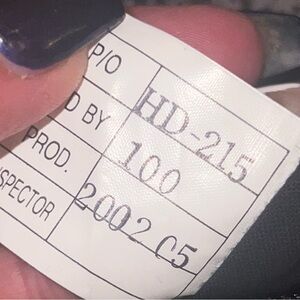 P/O HD-215
D BY 100
PROD. 2002.05
SPECTOR